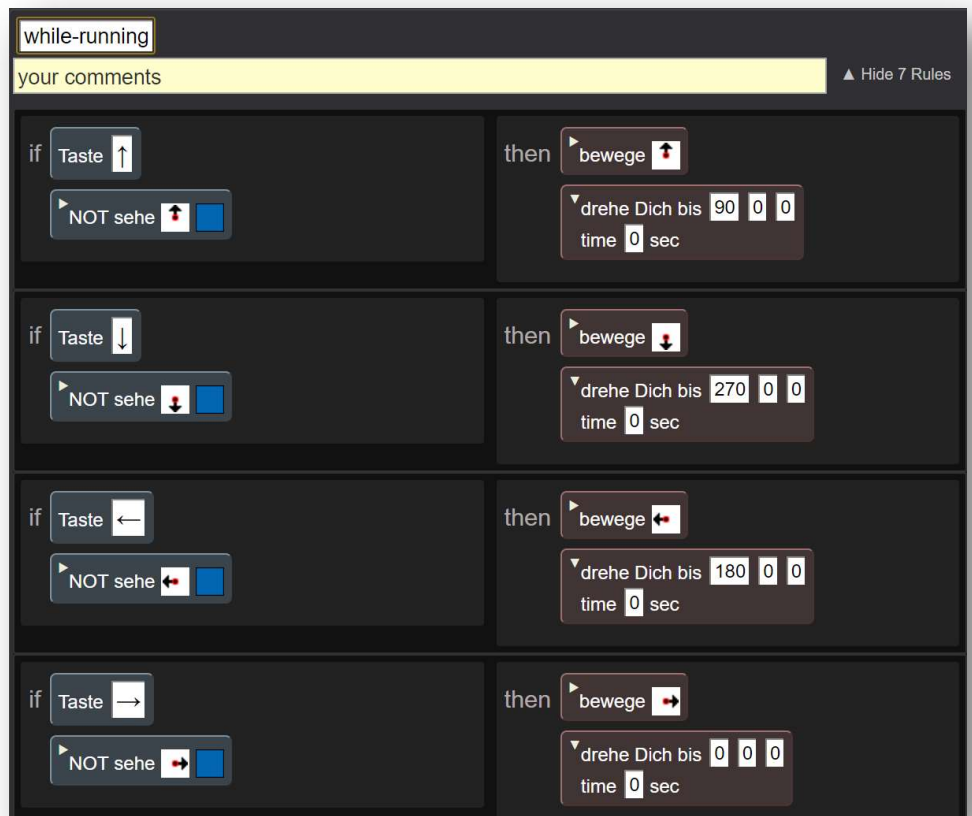 while-running
your comments
▲ Hide 7 Rules
if Taste ↑ then bewege
NOT sehe drehe Dich bis 90 0 0
time 0 sec
if Taste ↓ then bewege
NOT sehe drehe Dich bis 270 0 0
time 0 sec
if Taste ← then bewege
NOT sehe drehe Dich bis 180 0 0
time 0 sec
if Taste → then bewege
NOT sehe drehe Dich bis 0 0 0
time 0 sec